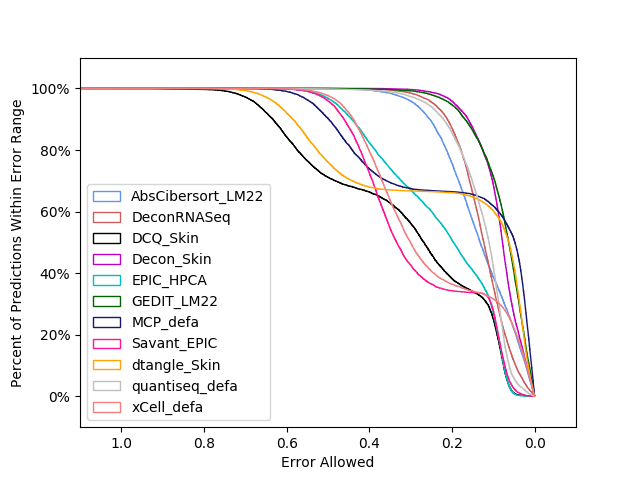 Percent of Predictions Within Error Range
100%
80%
60%
40%
20%
0%
AbsCibersort_LM22
DeconRNASeq
DCQ_Skin
Decon_Skin
EPIC_HPCA
GEDIT_LM22
MCP_defa
Savant_EPIC
dtangle_Skin
quantiseq_defa
xCell_defa
1.0 0.8 0.6 0.4 0.2 0.0
Error Allowed